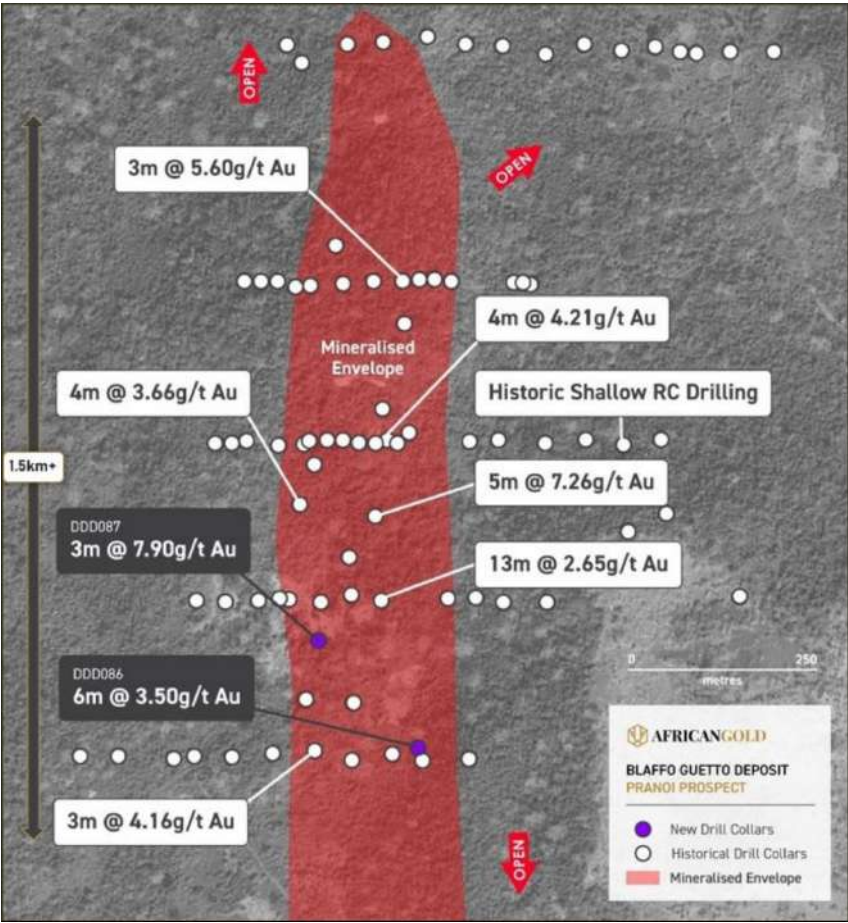 OPEN
OPEN
3m @ 5.60g/t Au
4m @ 4.21g/t Au
Mineralised
Envelope
4m @ 3.66g/t Au
Historic Shallow RC Drilling
1.5km+
5m @ 7.26g/t Au
DDD087
3m @ 7.90g/t Au
13m @ 2.65g/t Au
DDD086
6m @ 3.50g/t Au
0 250
metres
AFRICANGOLD
BLAFFO GUETTO DEPOSIT
PRANOI PROSPECT
3m @ 4.16g/t Au
New Drill Collars
Historical Drill Collars
Mineralised Envelope
OPEN